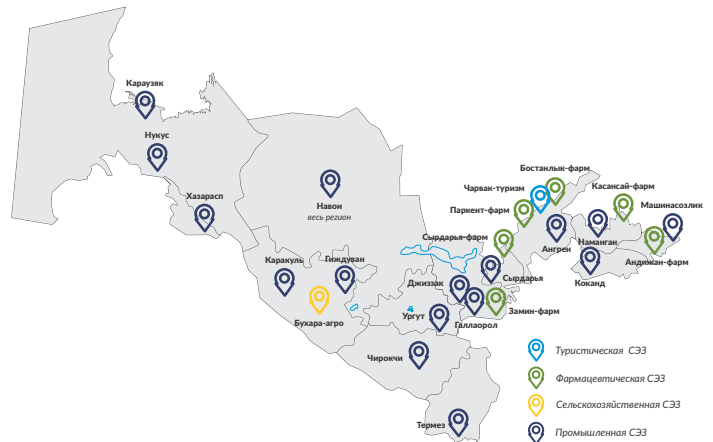 Караузяк
Нукус
Хазарасп
Навои
весь регион
Бостанлык-фарм
Чарвак-туризм
Касансай-фарм
Паркент-фарм
Машинасозлик
Сырдарья-фарм
Ангрен
Наманган
Андижан-фарм
Коканд
Каракуль
Гиждуван
Джиззак
Сырдарья
Бухара-агро
Ургут
Галлаорол
Замин-фарм
Чирокчи
Термез
Туристическая СЭЗ
Фармацевтическая СЭЗ
Сельскохозяйственная СЭЗ
Промышленная СЭЗ